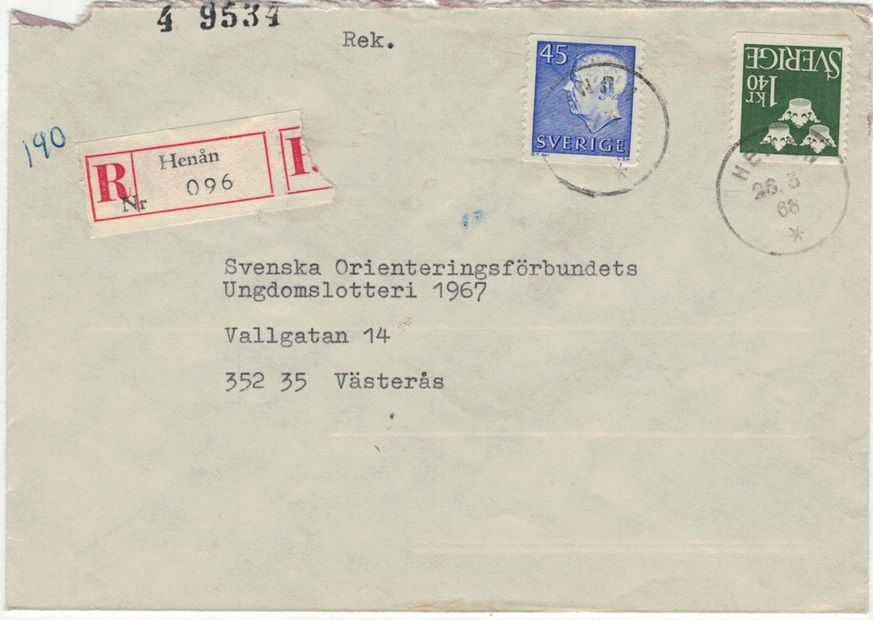 4 9534
Rek.
190
R Henån
Nr 096
45
SVERIGE
SVERIGE
1 40
kr
26. 3
68
Svenska Orienteringsförbundets
Ungdomslotteri 1967
Vallgatan 14
352 35 Västerås